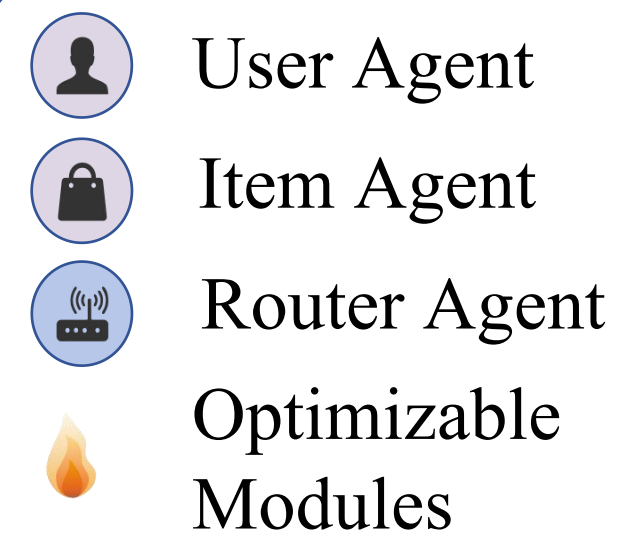 User Agent
Item Agent
Router Agent
Optimizable
Modules